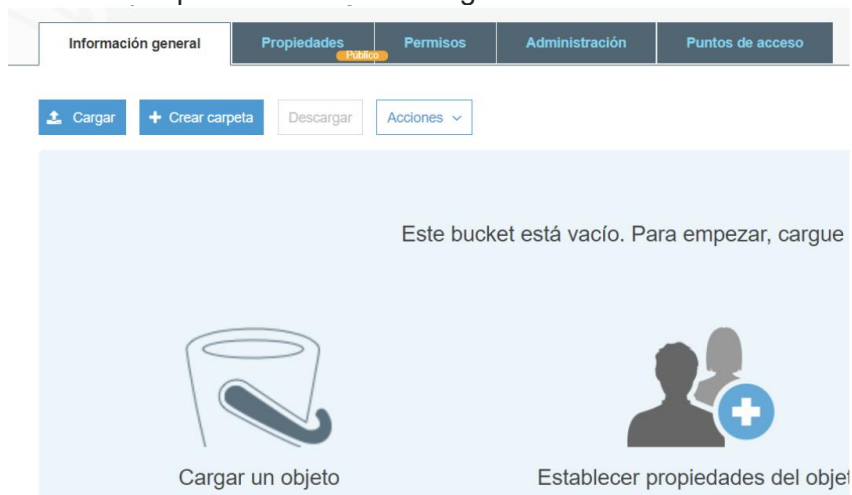 Información general Propiedades Permisos Administración Puntos de acceso
Público
Cargar Crear carpeta Descargar Acciones
Este bucket está vacío. Para empezar, cargue
Cargar un objeto Establecer propiedades del